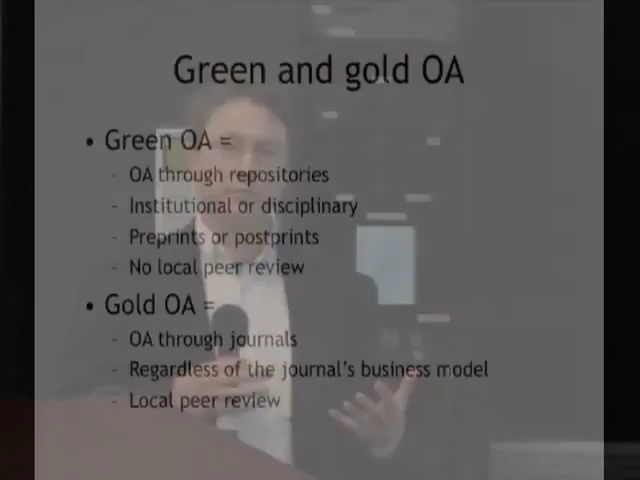 Green and gold OA
• Green OA =
- OA through repositories
- Institutional or disciplinary
- Preprints or postprints
- No local peer review
• Gold OA =
- OA through journals
- Regardless of the journal's business model
- Local peer review